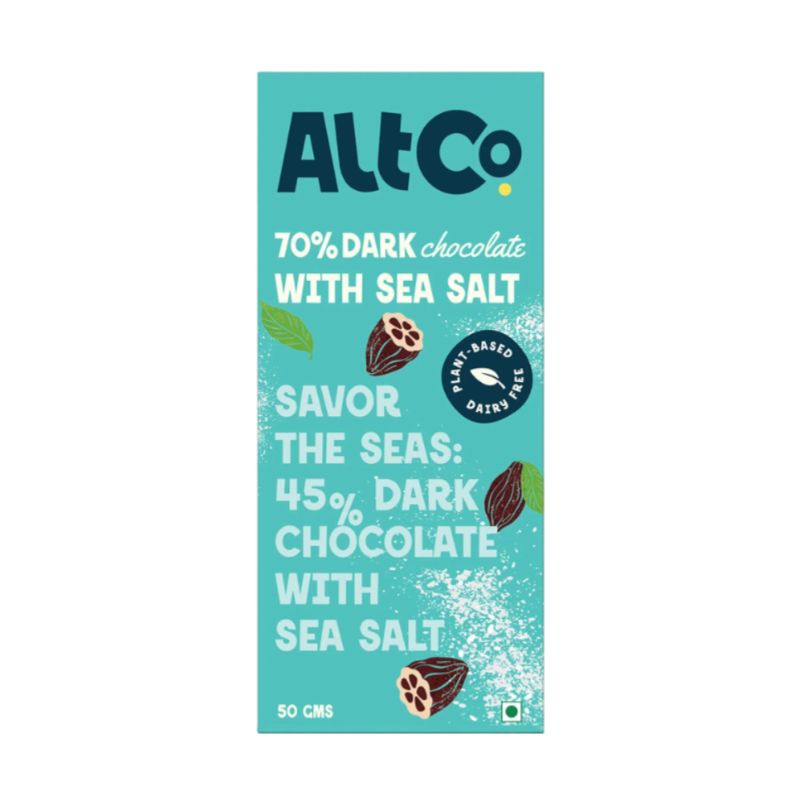 AltCo.
70% DARK chocolate
WITH SEA SALT
PLANT-BASED
DAIRY FREE
SAVOR
THE SEAS:
45% DARK
CHOCOLATE
WITH
SEA SALT
50 GMS